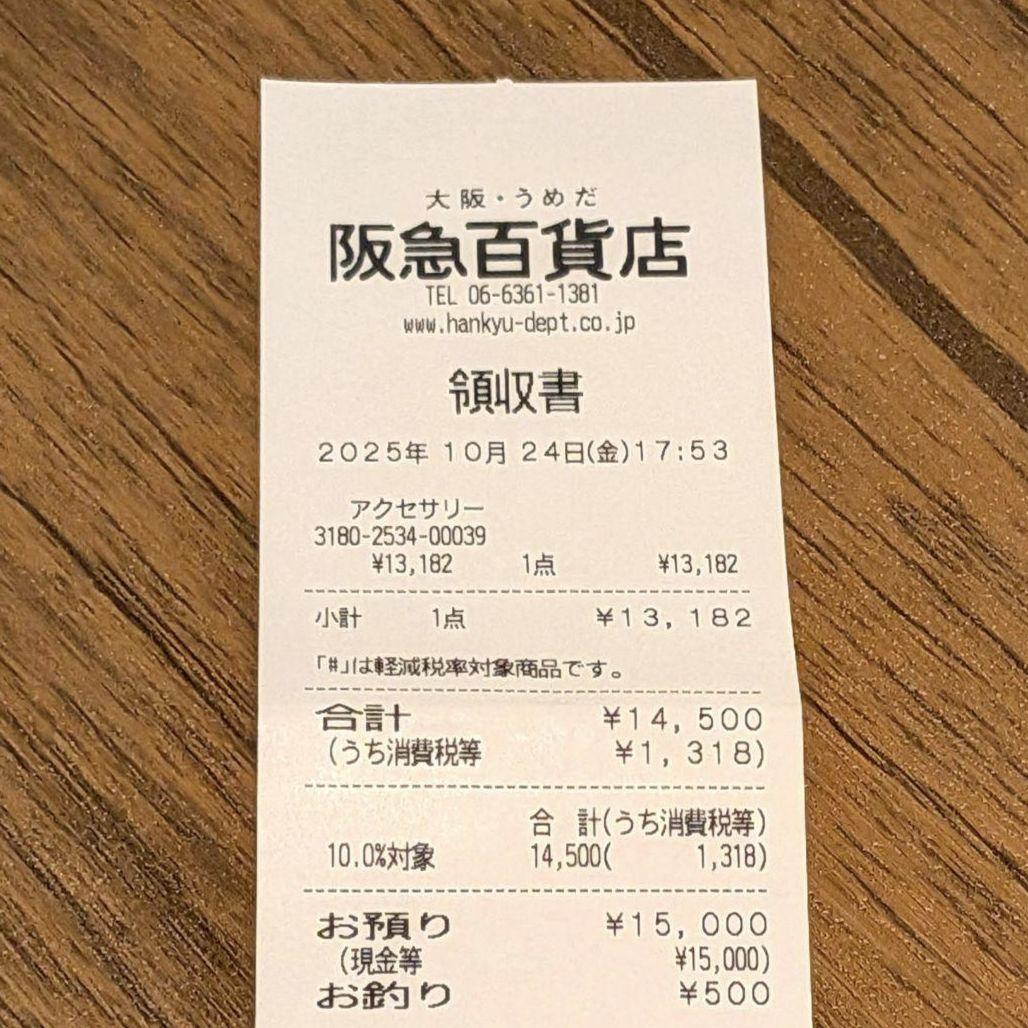 大阪・うめだ
阪急百貨店
TEL 06-6361-1381
www.hankyu-dept.co.jp
領収書
2025年 10月 24日(金)17:53
アクセサリー
3180-2534-00039
¥13,182 1点 ¥13,182
小計 1点 ¥13,182
「#」は軽減税率対象商品です。
合計 ¥14,500
(うち消費税等 ¥1,318)
合 計(うち消費税等)
10.0%対象 14,500( 1,318)
お預り ¥15,000
(現金等 ¥15,000)
お釣り ¥500